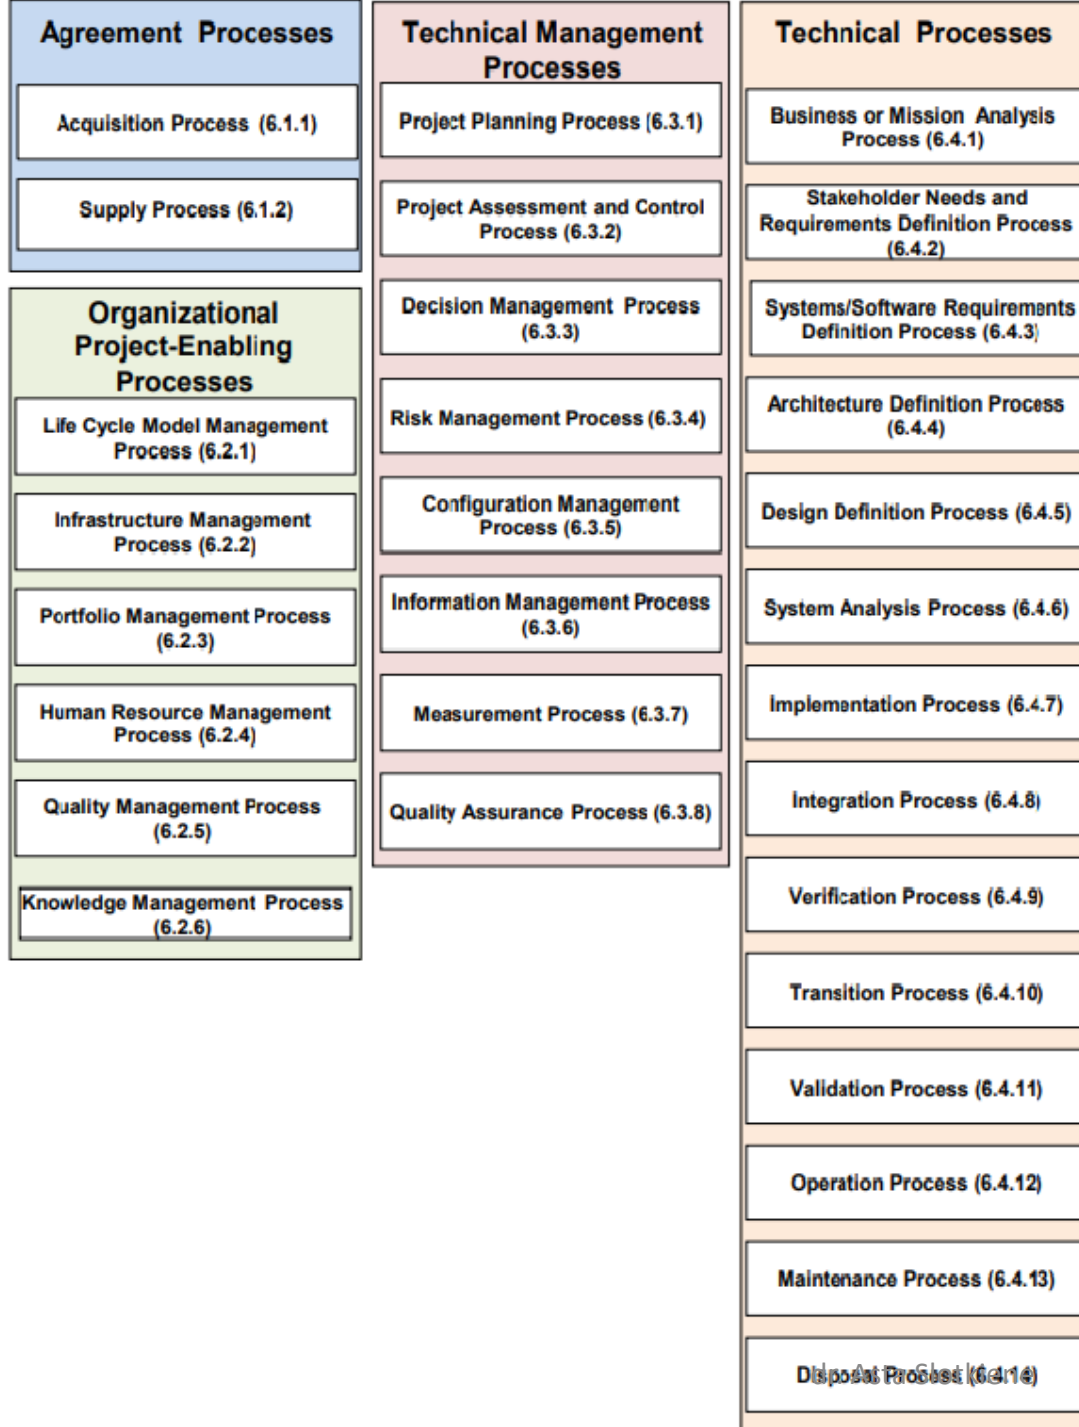 Agreement Processes
Acquisition Process (6.1.1)
Supply Process (6.1.2)
Organizational
Project-Enabling
Processes
Life Cycle Model Management
Process (6.2.1)
Infrastructure Management
Process (6.2.2)
Portfolio Management Process
(6.2.3)
Human Resource Management
Process (6.2.4)
Quality Management Process
(6.2.5)
Knowledge Management Process
(6.2.6)
Technical Management
Processes
Project Planning Process (6.3.1)
Project Assessment and Control
Process (6.3.2)
Decision Management Process
(6.3.3)
Risk Management Process (6.3.4)
Configuration Management
Process (6.3.5)
Information Management Process
(6.3.6)
Measurement Process (6.3.7)
Quality Assurance Process (6.3.8)
Technical Processes
Business or Mission Analysis
Process (6.4.1)
Stakeholder Needs and
Requirements Definition Process
(6.4.2)
Systems/Software Requirements
Definition Process (6.4.3)
Architecture Definition Process
(6.4.4)
Design Definition Process (6.4.5)
System Analysis Process (6.4.6)
Implementation Process (6.4.7)
Integration Process (6.4.8)
Verification Process (6.4.9)
Transition Process (6.4.10)
Validation Process (6.4.11)
Operation Process (6.4.12)
Maintenance Process (6.4.13)
Disposal Process (6.4.14)